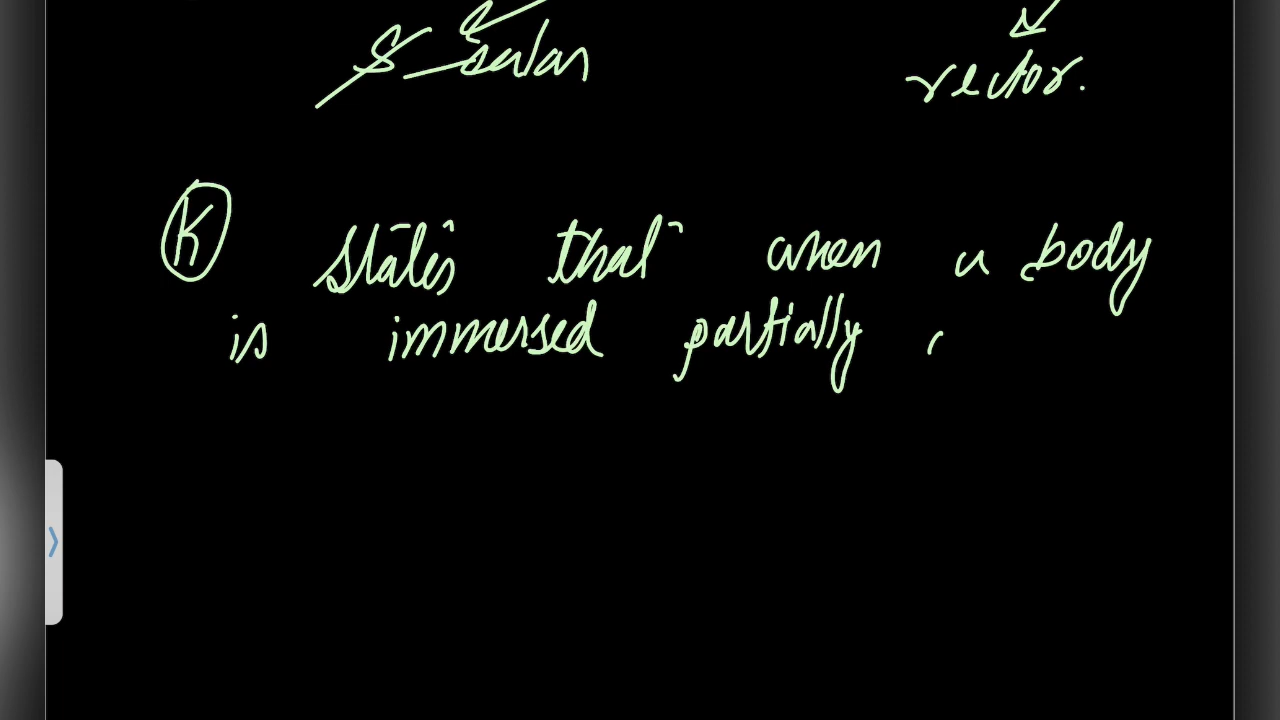 scalar vector.
K states that when a body
is immersed partially